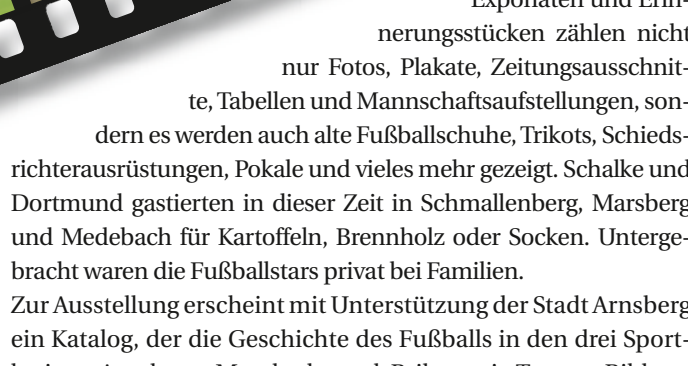 Exponaten und Erin-
nerungsstücken zählen nicht
nur Fotos, Plakate, Zeitungsausschnit-
te, Tabellen und Mannschaftsaufstellungen, son-
dern es werden auch alte Fußballschuhe, Trikots, Schieds-
richterausrüstungen, Pokale und vieles mehr gezeigt. Schalke und
Dortmund gastierten in dieser Zeit in Schmallenberg, Marsberg
und Medebach für Kartoffeln, Brennholz oder Socken. Unterge-
bracht waren die Fußballstars privat bei Familien.
Zur Ausstellung erscheint mit Unterstützung der Stadt Arnsberg
ein Katalog, der die Geschichte des Fußballs in den drei Sport-